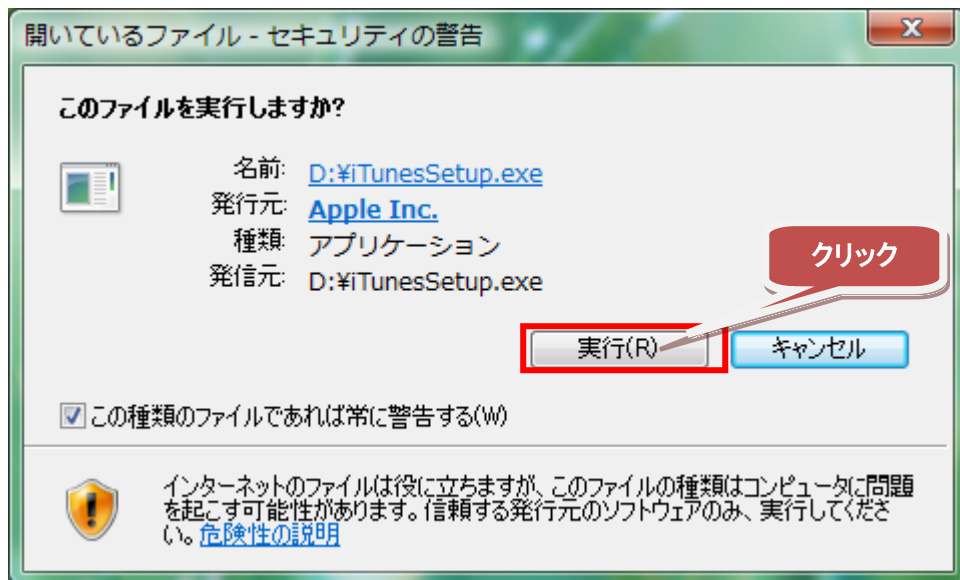 開いているファイル - セキュリティの警告
このファイルを実行しますか?
名前: D:¥iTunesSetup.exe
発行元: Apple Inc.
種類: アプリケーション
発信元: D:¥iTunesSetup.exe
クリック
実行(R) キャンセル
この種類のファイルであれば常に警告する(W)
インターネットのファイルは役に立ちますが、このファイルの種類はコンピュータに問題
を起こす可能性があります。信頼する発行元のソフトウェアのみ、実行してくださ
い。危険性の説明